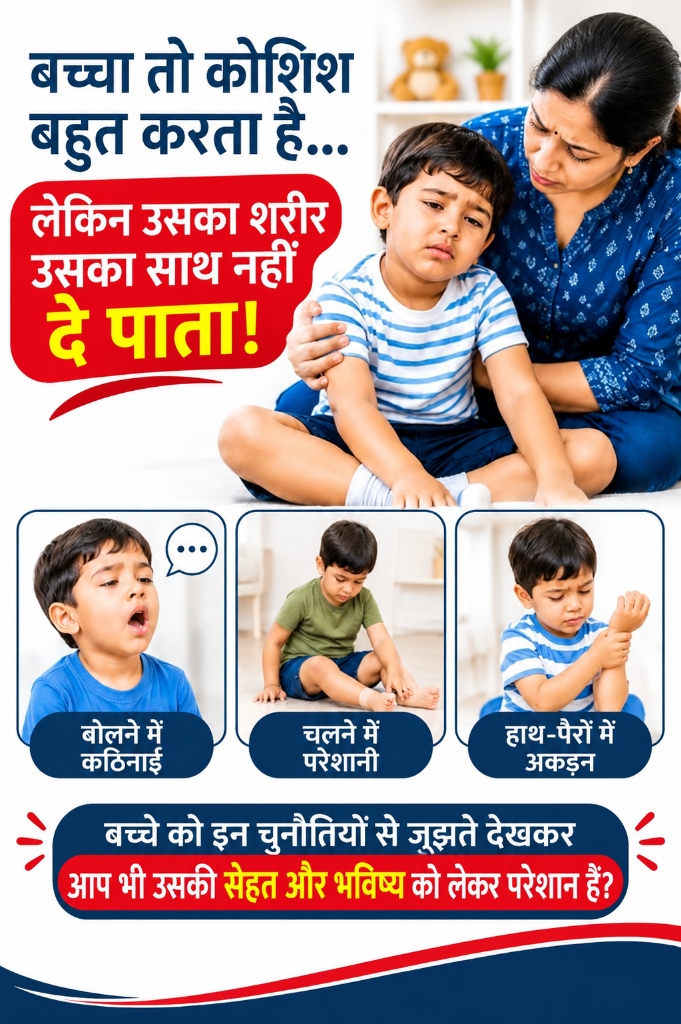 बच्चा तो कोशिश
बहुत करता है...
लेकिन उसका शरीर
उसका साथ नहीं
दे पाता!
बोलने में
कठिनाई
चलने में
परेशानी
हाथ-पैरों में
अकड़न
बच्चे को इन चुनौतियों से जूझते देखकर
आप भी उसकी सेहत और भविष्य को लेकर परेशान हैं?